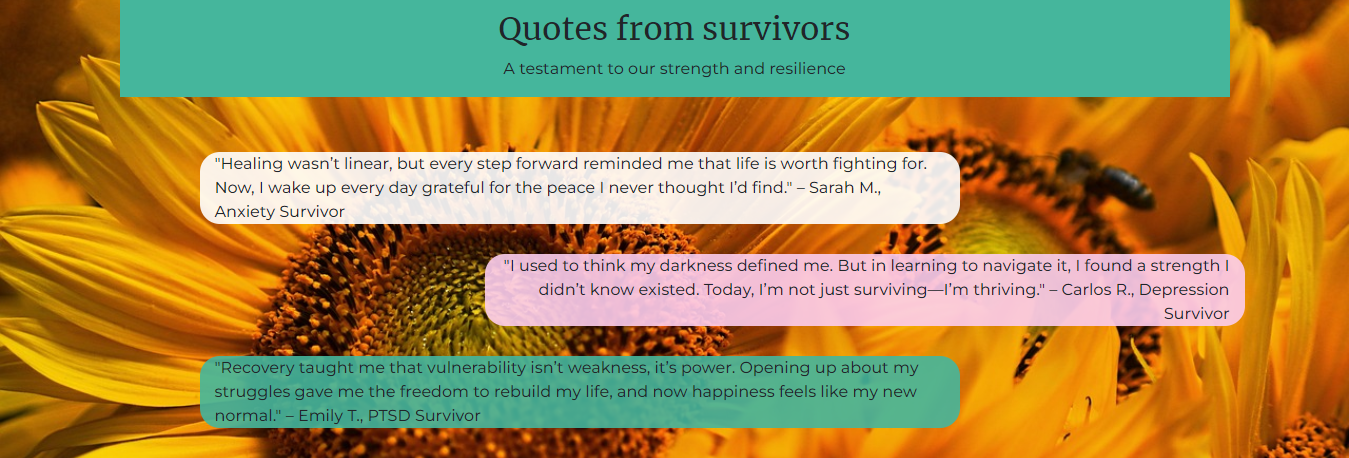 Quotes from survivors
A testament to our strength and resilience
"Healing wasn’t linear, but every step forward reminded me that life is worth fighting for.
Now, I wake up every day grateful for the peace I never thought I’d find." – Sarah M.,
Anxiety Survivor
"I used to think my darkness defined me. But in learning to navigate it, I found a strength I
didn’t know existed. Today, I’m not just surviving—I’m thriving." – Carlos R., Depression
Survivor
"Recovery taught me that vulnerability isn’t weakness, it’s power. Opening up about my
struggles gave me the freedom to rebuild my life, and now happiness feels like my new
normal." – Emily T., PTSD Survivor